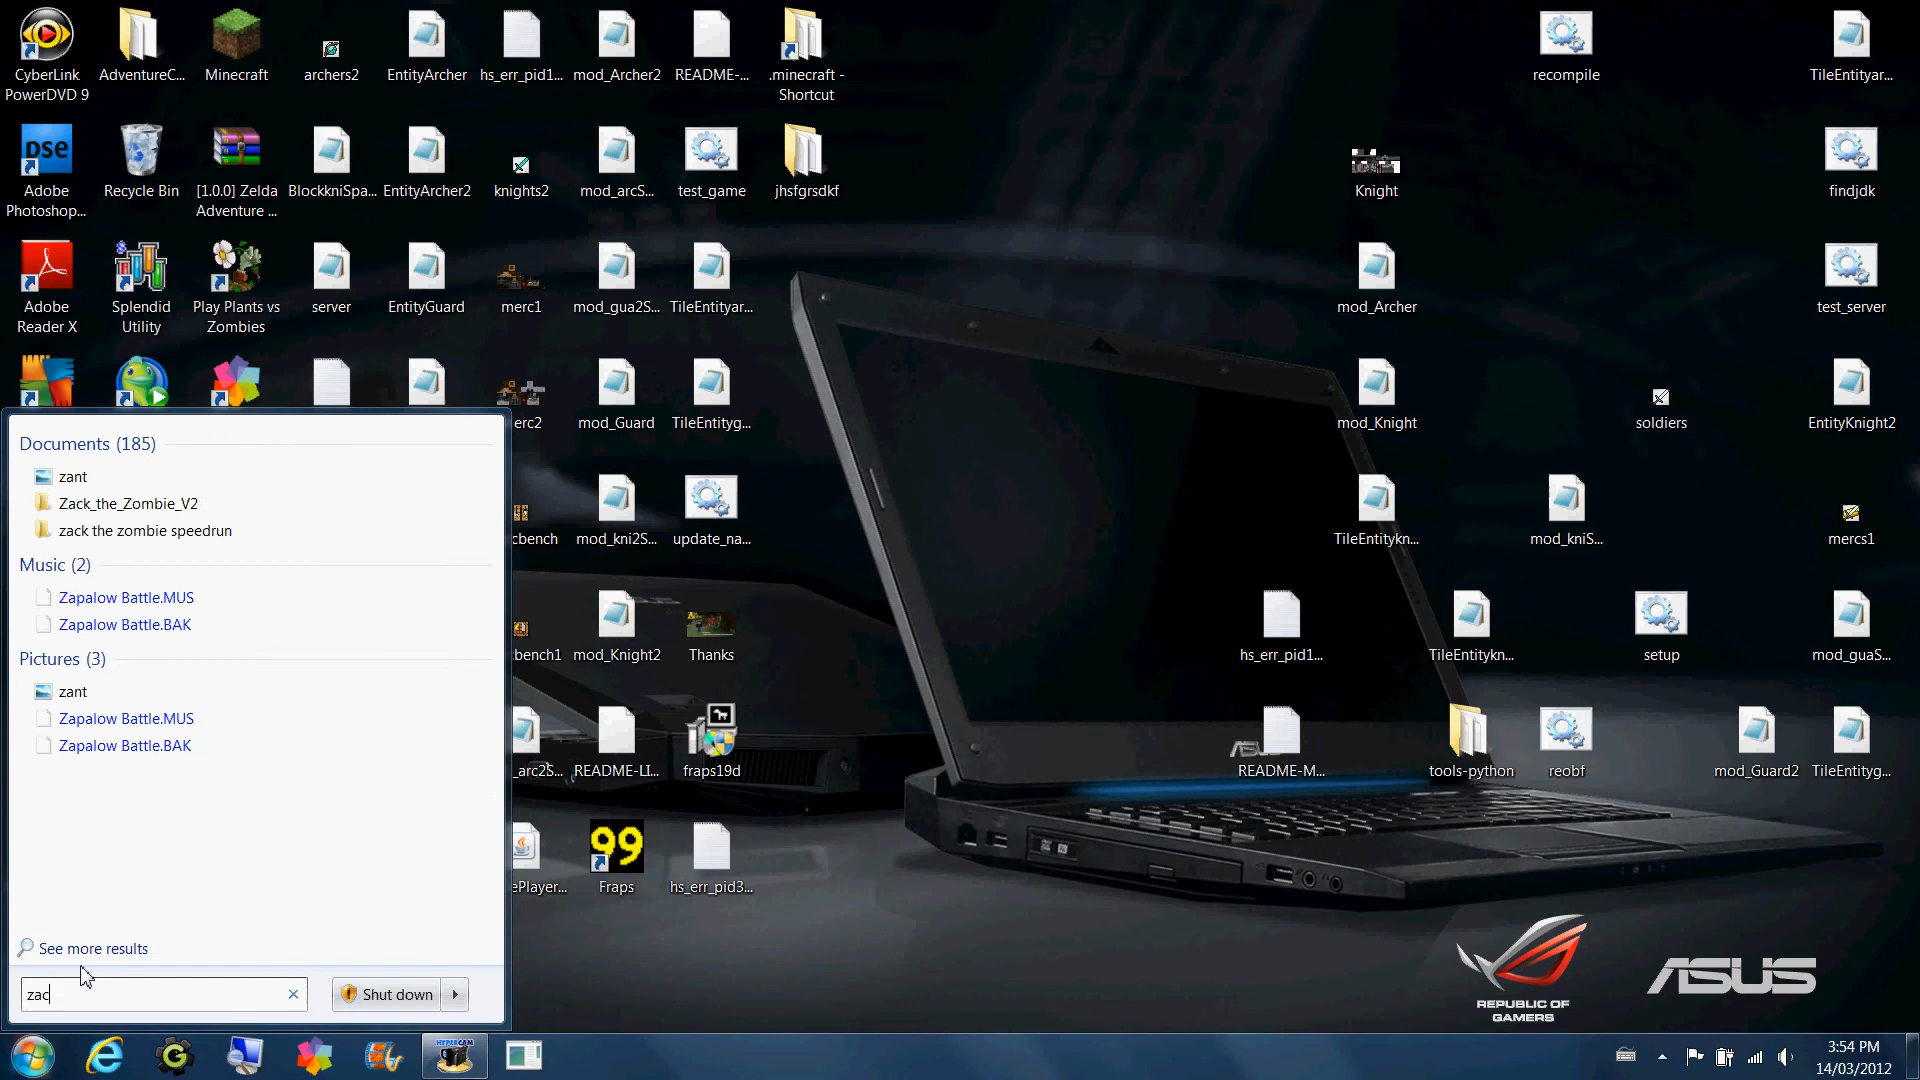 CyberLink
PowerDVD 9
AdventureC...
Minecraft
archers2
EntityArcher
hs_err_pid1...
mod_Archer2
README-...
.minecraft -
Shortcut
recompile
TileEntityar...
Adobe
Photoshop...
Recycle Bin
[1.0.0] Zelda
Adventure ...
BlockkniSpa...
EntityArcher2
knights2
mod_arcS...
test_game
jhsfgrsdkf
Knight
findjdk
Adobe
Reader X
Splendid
Utility
Play Plants vs
Zombies
server
EntityGuard
merc1
mod_gua2S...
TileEntityar...
mod_Archer
test_server
erc2
mod_Guard
TileEntityg...
mod_Knight
soldiers
EntityKnight2
cbench
mod_kni2S...
update_na...
TileEntitykn...
mod_kniS...
mercs1
bench1
mod_Knight2
Thanks
hs_err_pid1...
TileEntitykn...
setup
mod_guaS...
_arc2S...
README-LI...
fraps19d
README-M...
tools-python
reobf
mod_Guard2
TileEntityg...
ePlayer...
99
Fraps
hs_err_pid3...
DSE
Documents (185)
zant
Zack_the_Zombie_V2
zack the zombie speedrun
Music (2)
Zapalow Battle.MUS
Zapalow Battle.BAK
Pictures (3)
zant
Zapalow Battle.MUS
Zapalow Battle.BAK
See more results
zac
Shut down
REPUBLIC OF
GAMERS
ASUS
HYPERCAM
3:54 PM
14/03/2012